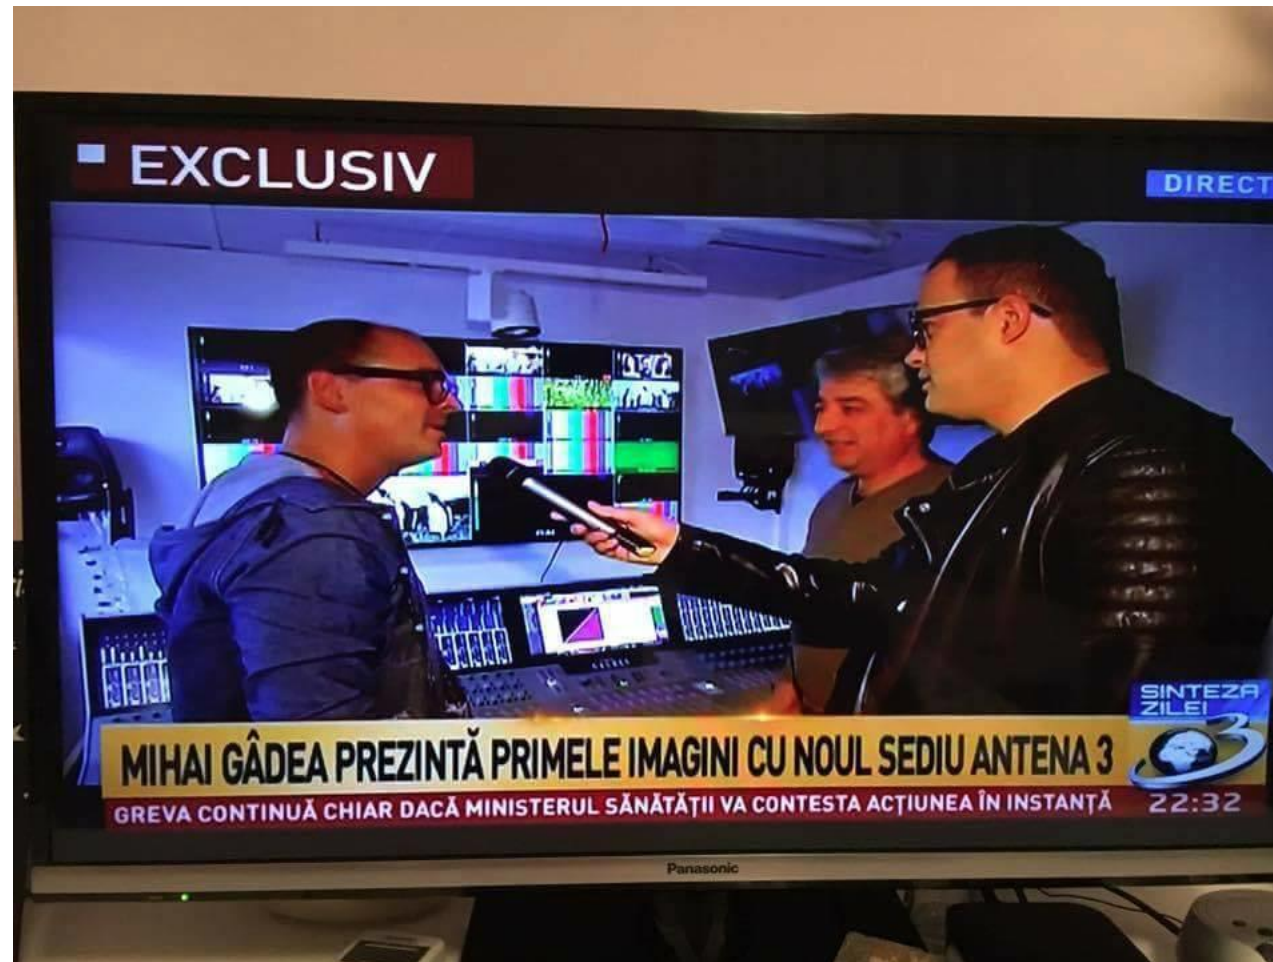 EXCLUSIV
DIRECT
SINTEZA
ZILEI
3
MIHAI GÂDEA PREZINTĂ PRIMELE IMAGINI CU NOUL SEDIU ANTENA 3
GREVA CONTINUĂ CHIAR DACĂ MINISTERUL SĂNĂTĂȚII VA CONTESTA ACȚIUNEA ÎN INSTANȚĂ
22:32
Panasonic